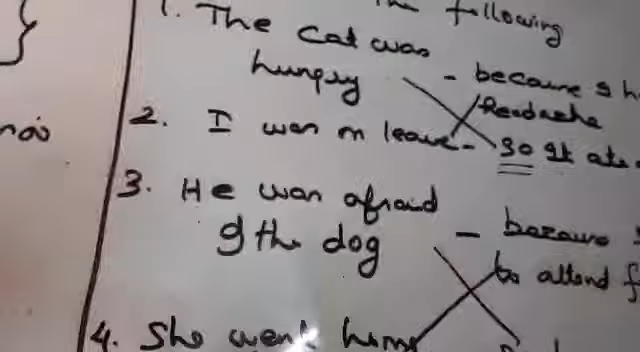 the following
1. The cat was - because I h
hungry headache
2. I was on leave - so It ate
3. He was afraid
of the dog - because
to attend f
4. She went home